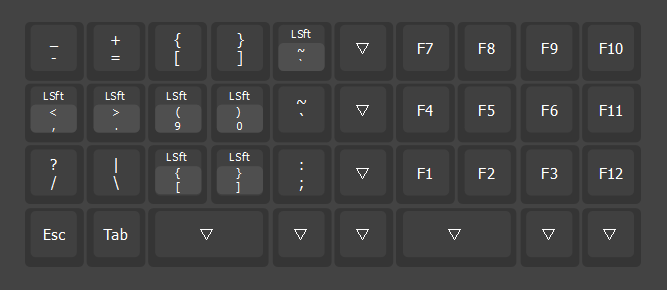 _ + { } LSft ~ ` ▽ F7 F8 F9 F10
- = [ ]
LSft < , LSft > . LSft ( 9 LSft ) 0 ~ ` ▽ F4 F5 F6 F11
? | LSft { [ LSft } ] : ; ▽ F1 F2 F3 F12
/ \
Esc Tab ▽ ▽ ▽ ▽ ▽ ▽